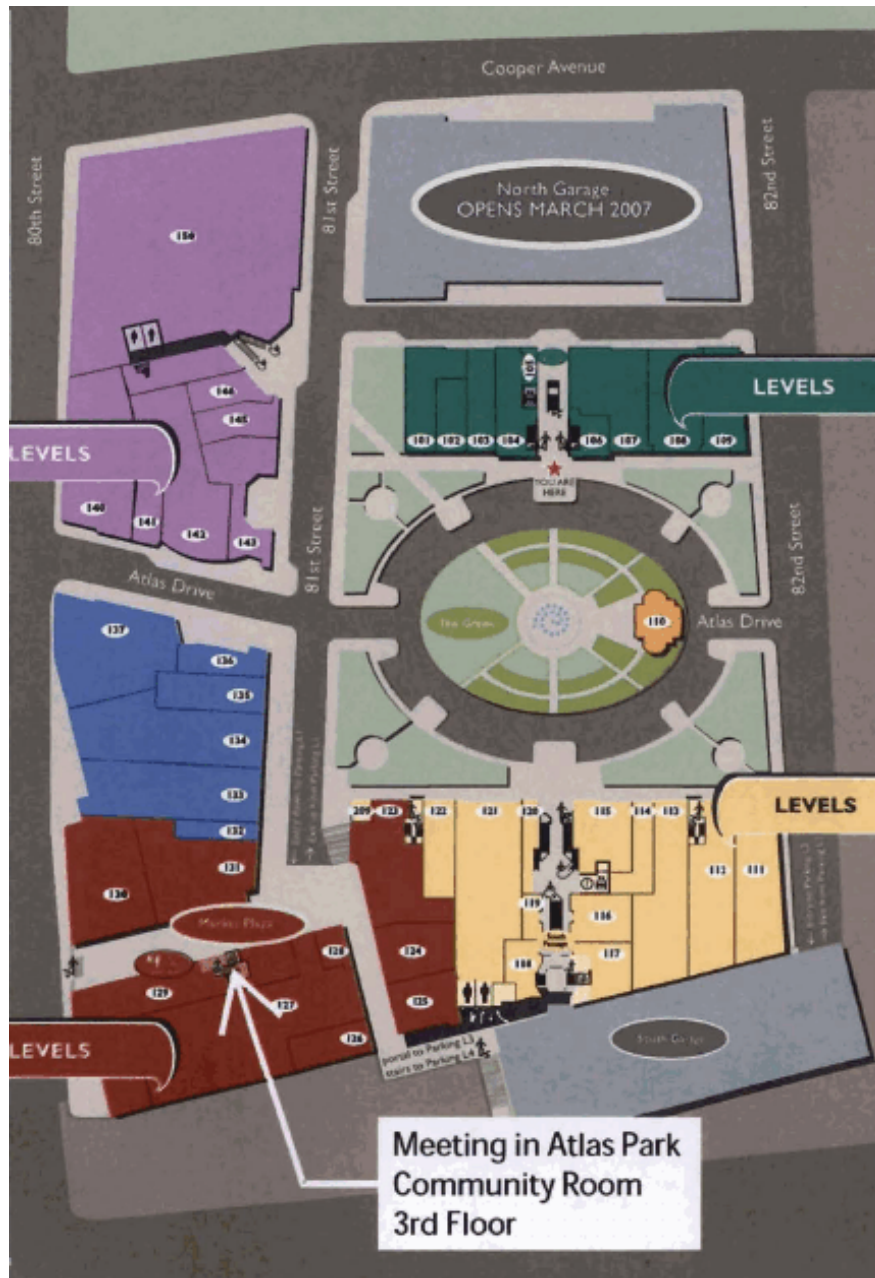 Cooper Avenue
80th Street
81st Street
82nd Street
North Garage
OPENS MARCH 2007
150
146
145
LEVELS
140
141
142
143
105
101
102
103
104
106
107
108
109
LEVELS
YOU ARE
HERE
81st Street
82nd Street
Atlas Drive
The Green
110
Atlas Drive
137
136
135
134
133
132
131
130
209
123
122
121
120
115
114
113
LEVELS
112
111
119
116
117
118
South
Passage
124
125
Market Plaza
129
128
127
126
LEVELS
portal to Parking L3
stairs to Parking L4
Meeting in Atlas Park
Community Room
3rd Floor